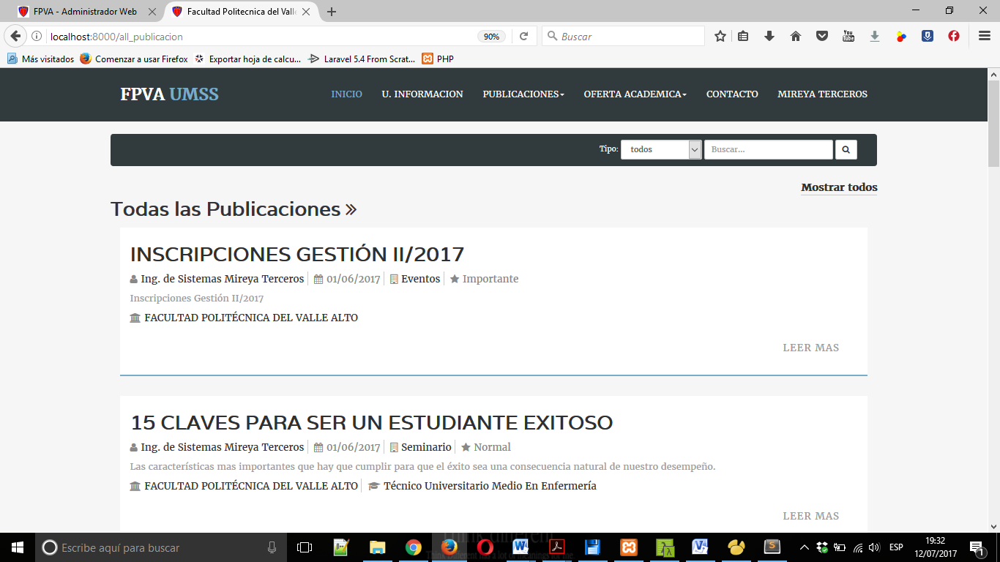 FPVA - Administrador Web
Facultad Politecnica del Valle
localhost:8000/all_publicacion
90%
Buscar
You Tube
Más visitados
Comenzar a usar Firefox
Exportar hoja de calcu...
Laravel 5.4 From Scrat...
PHP
FPVA UMSS
INICIO
U. INFORMACION
PUBLICACIONES
OFERTA ACADEMICA
CONTACTO
MIREYA TERCEROS
Tipo:
todos
Buscar...
Mostrar todos
Todas las Publicaciones »
INSCRIPCIONES GESTIÓN II/2017
Ing. de Sistemas Mireya Terceros | 01/06/2017 | Eventos | Importante
Inscripciones Gestión II/2017
FACULTAD POLITÉCNICA DEL VALLE ALTO
LEER MAS
15 CLAVES PARA SER UN ESTUDIANTE EXITOSO
Ing. de Sistemas Mireya Terceros | 01/06/2017 | Seminario | Normal
Las características mas importantes que hay que cumplir para que el éxito sea una consecuencia natural de nuestro desempeño.
FACULTAD POLITÉCNICA DEL VALLE ALTO | Técnico Universitario Medio En Enfermería
LEER MAS
Escribe aquí para buscar
ESP
19:32
12/07/2017
1